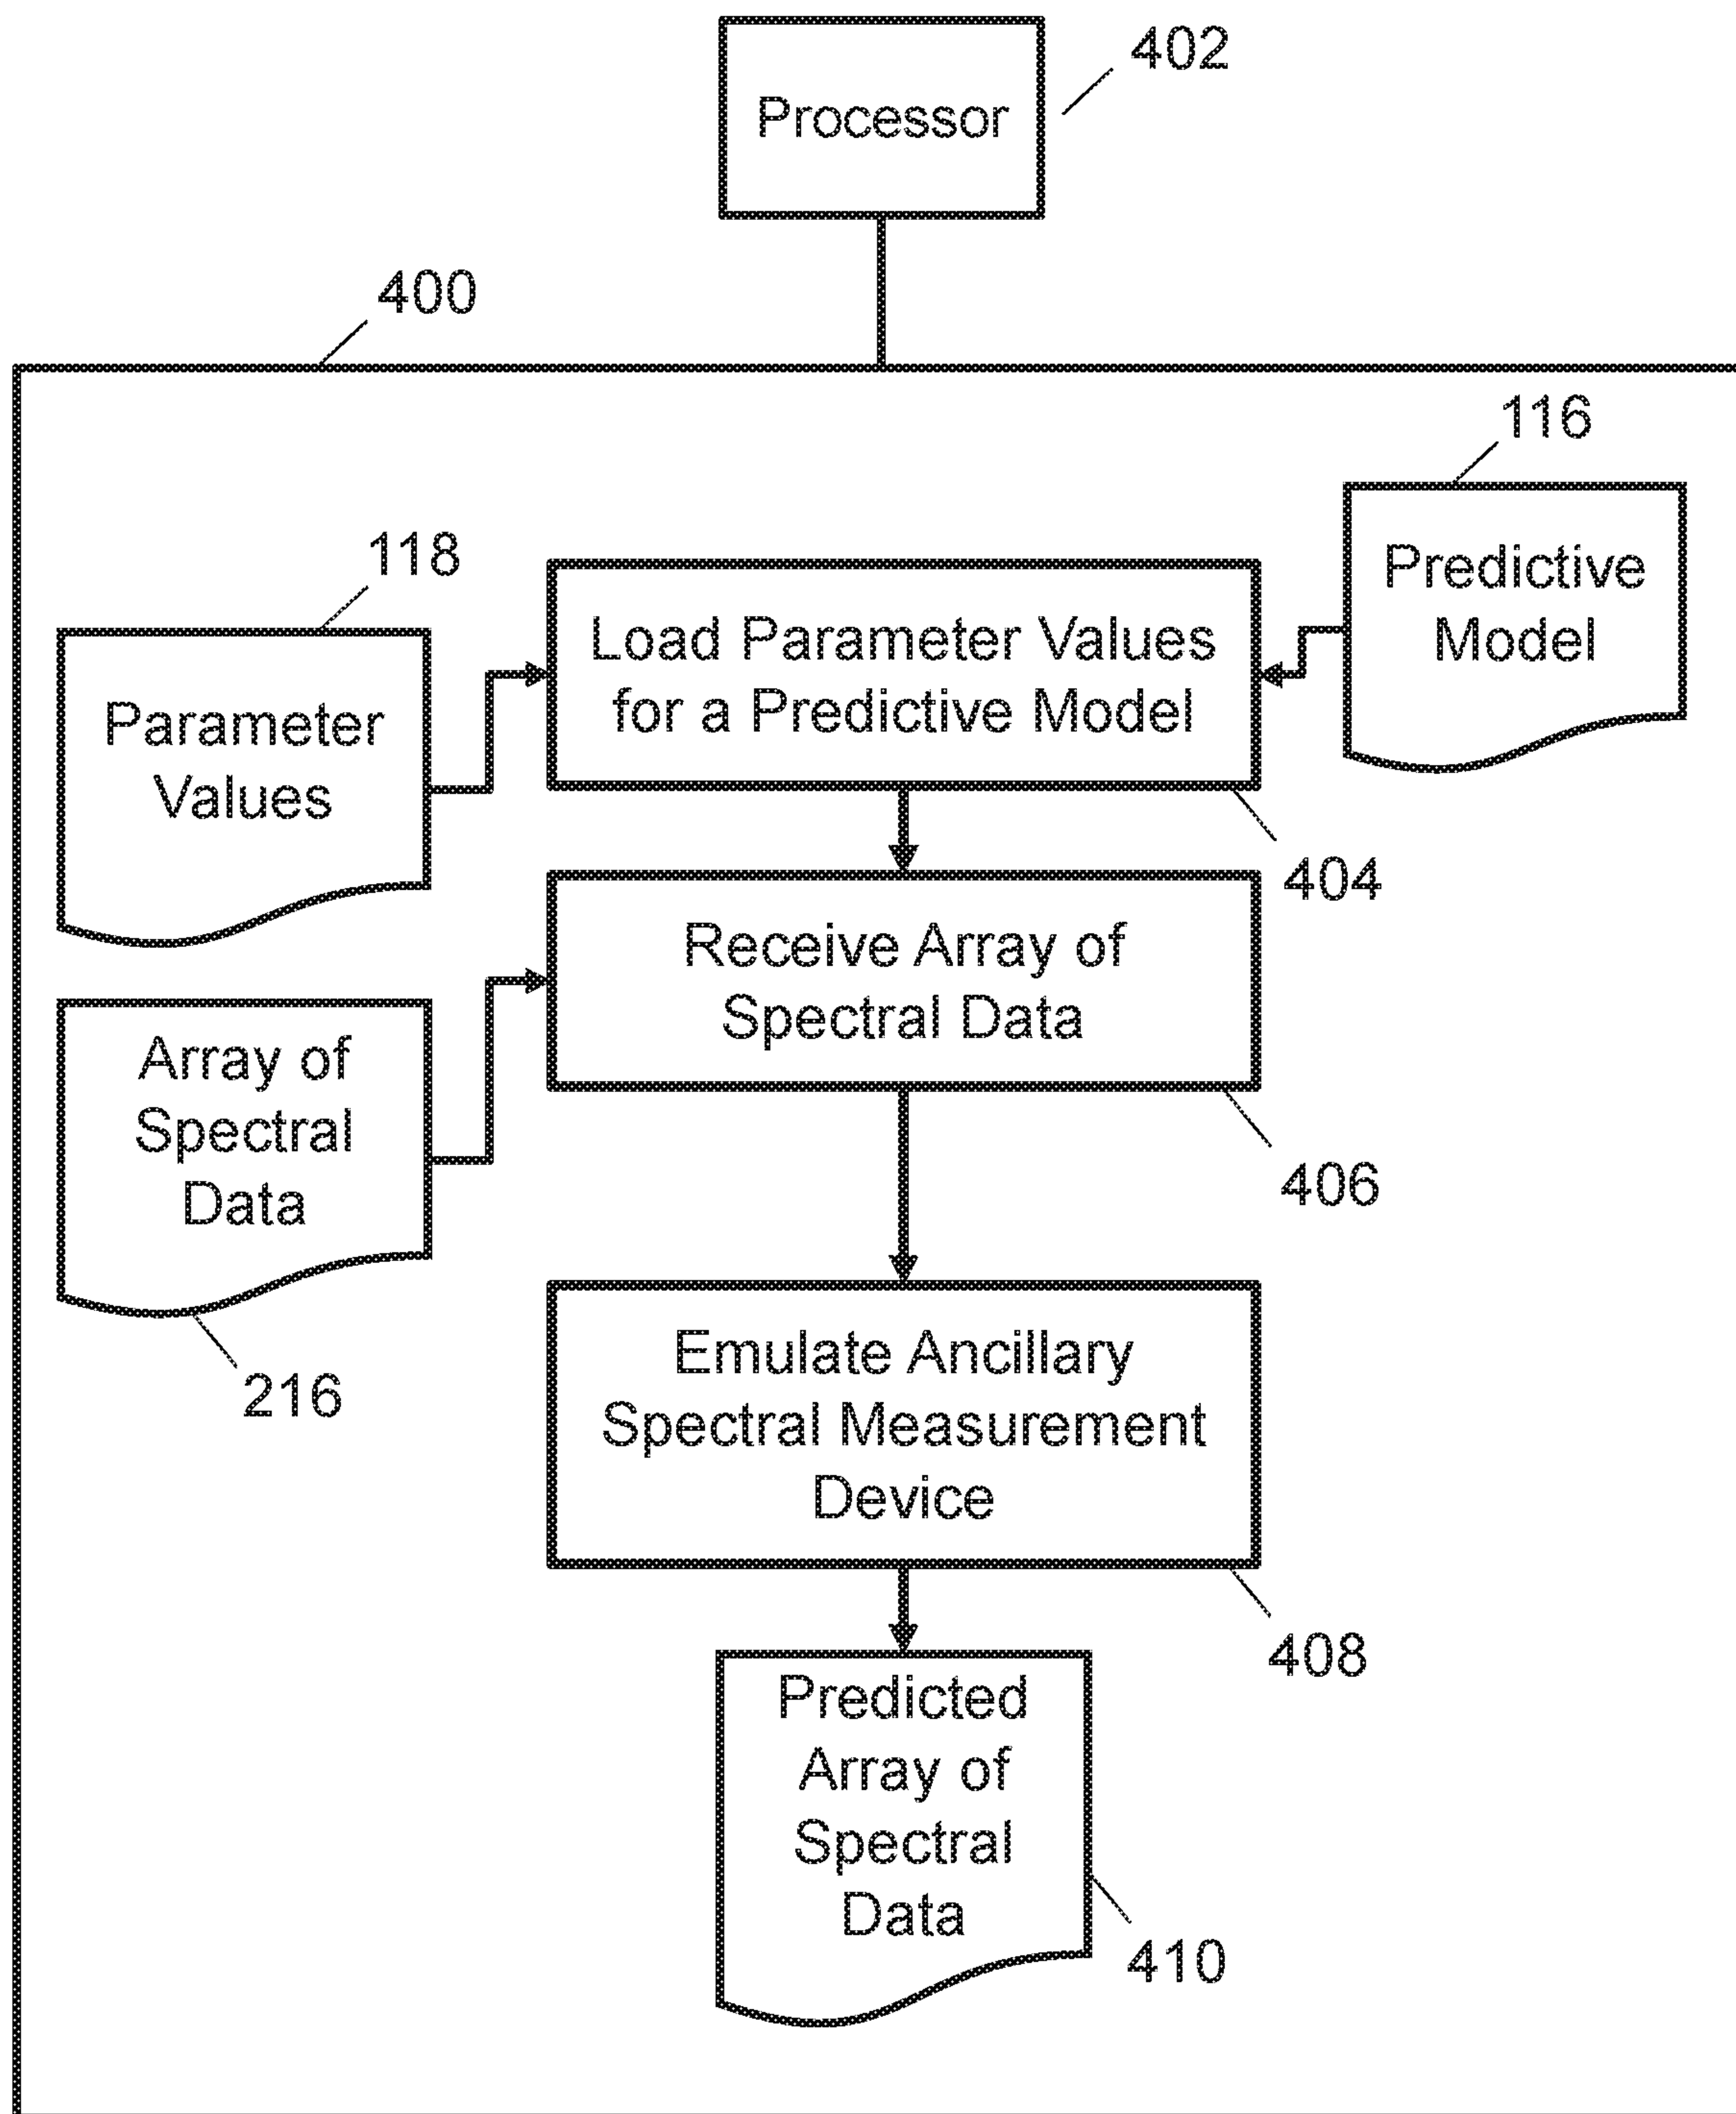 402
Processor
400
116
Predictive
Model
118
Parameter
Values
Load Parameter Values
for a Predictive Model
404
Receive Array of
Spectral Data
406
Array of
Spectral
Data
216
Emulate Ancillary
Spectral Measurement
Device
408
Predicted
Array of
Spectral
Data
410